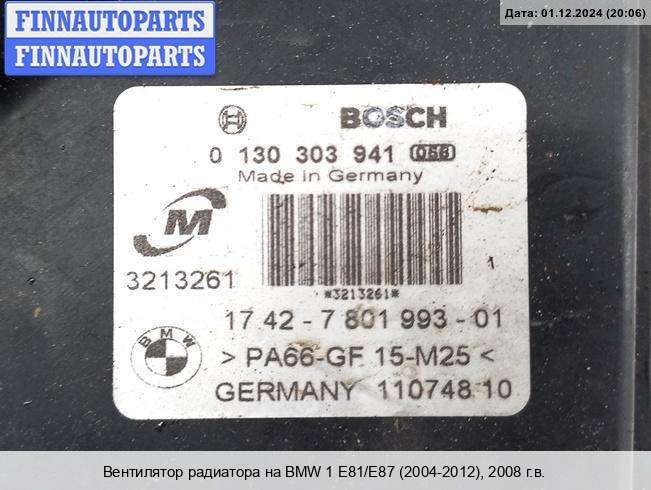 FINNAUTOPARTS
FINNAUTOPARTS
Дата: 01.12.2024 (20:06)
BOSCH
0 130 303 941 056
Made in Germany
M
3213261
*3213261*
17 42 - 7 801 993 - 01
BMW
> PA66-GF 15-M25 <
GERMANY 11074810
Вентилятор радиатора на BMW 1 E81/E87 (2004-2012), 2008 г.в.